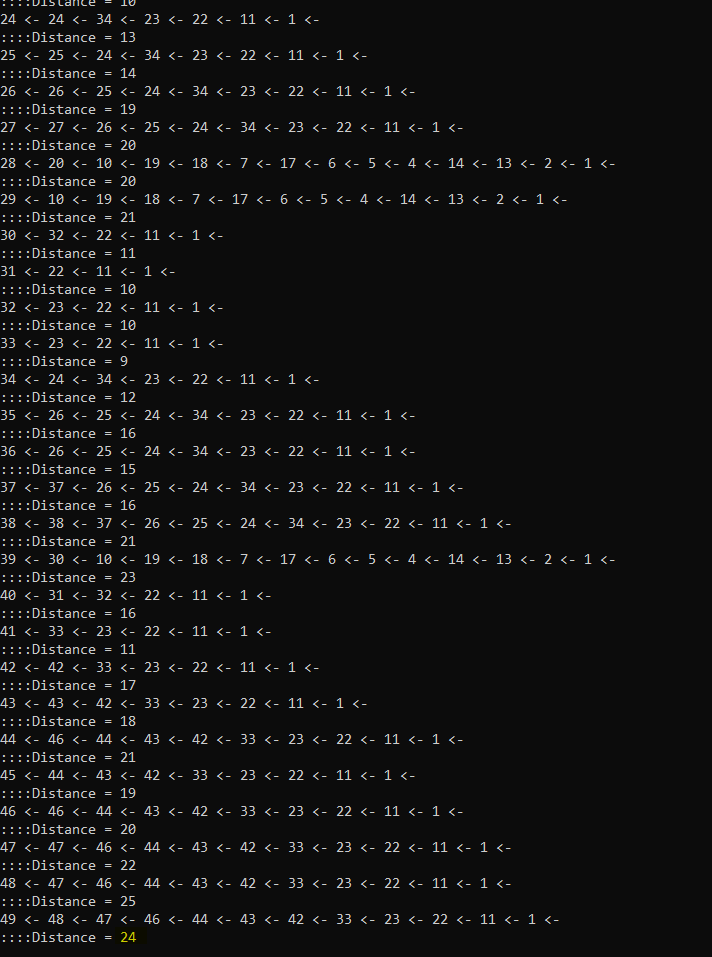 ::::Distance = 10
24 <- 24 <- 34 <- 23 <- 22 <- 11 <- 1 <-
::::Distance = 13
25 <- 25 <- 24 <- 34 <- 23 <- 22 <- 11 <- 1 <-
::::Distance = 14
26 <- 26 <- 25 <- 24 <- 34 <- 23 <- 22 <- 11 <- 1 <-
::::Distance = 19
27 <- 27 <- 26 <- 25 <- 24 <- 34 <- 23 <- 22 <- 11 <- 1 <-
::::Distance = 20
28 <- 20 <- 10 <- 19 <- 18 <- 7 <- 17 <- 6 <- 5 <- 4 <- 14 <- 13 <- 2 <- 1 <-
::::Distance = 20
29 <- 10 <- 19 <- 18 <- 7 <- 17 <- 6 <- 5 <- 4 <- 14 <- 13 <- 2 <- 1 <-
::::Distance = 21
30 <- 32 <- 22 <- 11 <- 1 <-
::::Distance = 11
31 <- 22 <- 11 <- 1 <-
::::Distance = 10
32 <- 23 <- 22 <- 11 <- 1 <-
::::Distance = 10
33 <- 23 <- 22 <- 11 <- 1 <-
::::Distance = 9
34 <- 24 <- 34 <- 23 <- 22 <- 11 <- 1 <-
::::Distance = 12
35 <- 26 <- 25 <- 24 <- 34 <- 23 <- 22 <- 11 <- 1 <-
::::Distance = 16
36 <- 26 <- 25 <- 24 <- 34 <- 23 <- 22 <- 11 <- 1 <-
::::Distance = 15
37 <- 37 <- 26 <- 25 <- 24 <- 34 <- 23 <- 22 <- 11 <- 1 <-
::::Distance = 16
38 <- 38 <- 37 <- 26 <- 25 <- 24 <- 34 <- 23 <- 22 <- 11 <- 1 <-
::::Distance = 21
39 <- 30 <- 10 <- 19 <- 18 <- 7 <- 17 <- 6 <- 5 <- 4 <- 14 <- 13 <- 2 <- 1 <-
::::Distance = 23
40 <- 31 <- 32 <- 22 <- 11 <- 1 <-
::::Distance = 16
41 <- 33 <- 23 <- 22 <- 11 <- 1 <-
::::Distance = 11
42 <- 42 <- 33 <- 23 <- 22 <- 11 <- 1 <-
::::Distance = 17
43 <- 43 <- 42 <- 33 <- 23 <- 22 <- 11 <- 1 <-
::::Distance = 18
44 <- 46 <- 44 <- 43 <- 42 <- 33 <- 23 <- 22 <- 11 <- 1 <-
::::Distance = 21
45 <- 44 <- 43 <- 42 <- 33 <- 23 <- 22 <- 11 <- 1 <-
::::Distance = 19
46 <- 46 <- 44 <- 43 <- 42 <- 33 <- 23 <- 22 <- 11 <- 1 <-
::::Distance = 20
47 <- 47 <- 46 <- 44 <- 43 <- 42 <- 33 <- 23 <- 22 <- 11 <- 1 <-
::::Distance = 22
48 <- 47 <- 46 <- 44 <- 43 <- 42 <- 33 <- 23 <- 22 <- 11 <- 1 <-
::::Distance = 25
49 <- 48 <- 47 <- 46 <- 44 <- 43 <- 42 <- 33 <- 23 <- 22 <- 11 <- 1 <-
::::Distance = 24